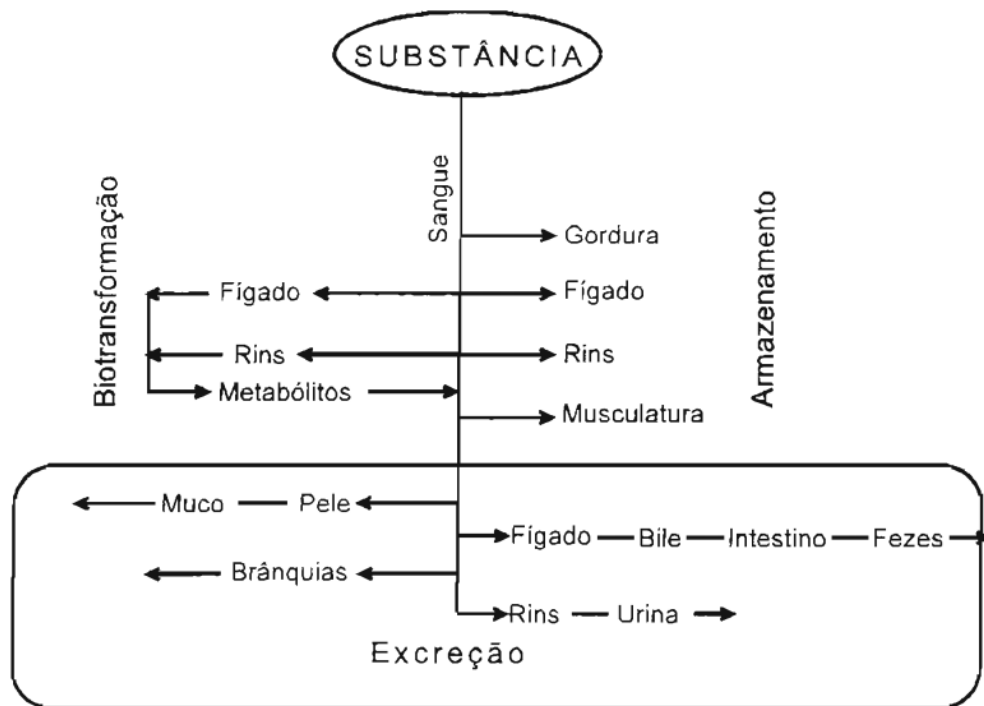 SUBSTÂNCIA
Sangue
Biotransformação
Armazenamento
Gordura
Fígado Fígado
Rins Rins
Metabólitos
Musculatura
Muco Pele
Fígado Bile Intestino Fezes
Brânquias
Rins Urina
Excreção